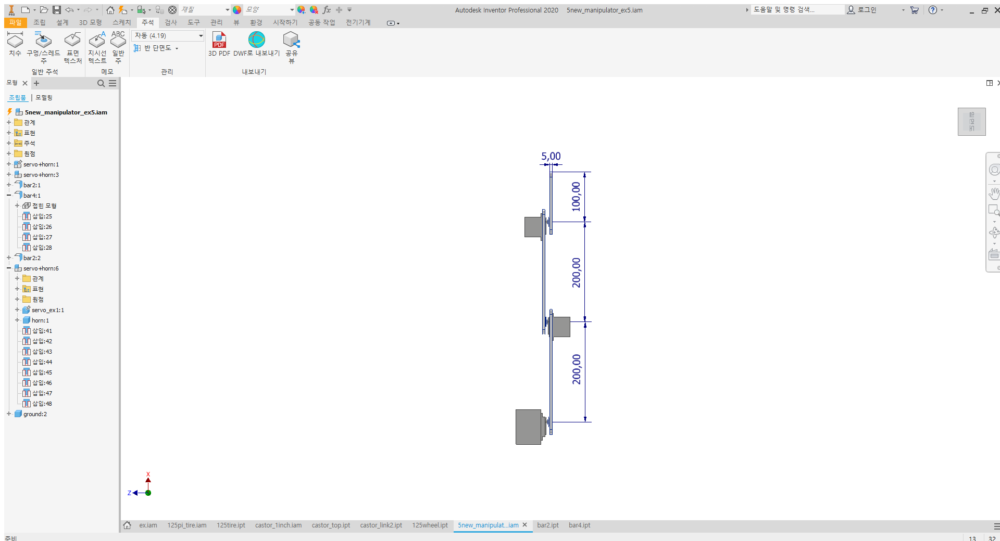 재질
모양
fx
Autodesk Inventor Professional 2020 5new_manipulator_ex5.iam
도움말 및 명령 검색...
로그인
PRO
파일 조립 설계 3D 모형 스케치 주석 검사 도구 관리 뷰 환경 시작하기 공동 작업 전기기계
치수
구멍/스레드
주
표면
텍스처
A
지시선
텍스트
ABC
일반
주
자동 (4.19)
반 단면도
PDF
3D PDF
DWF로 내보내기
공유
뷰
일반 주석
메모
관리
내보내기
모형
조립품 | 모델링
5new_manipulator_ex5.iam
관계
표현
주석
원점
servo+horn:1
servo+horn:3
bar2:1
bar4:1
접힌 모형
삽입:25
삽입:26
삽입:27
삽입:28
bar2:2
servo+horn:6
관계
표현
원점
servo_ex1:1
horn:1
삽입:41
삽입:42
삽입:43
삽입:44
삽입:45
삽입:46
삽입:47
삽입:48
ground:2
5,00
100,00
200,00
200,00
X
Z
ex.iam 125pi_tire.iam 125tire.ipt castor_1inch.iam castor_top.ipt castor_link2.ipt 125wheel.ipt 5new_manipulat...iam bar2.ipt bar4.ipt
준비
13 32